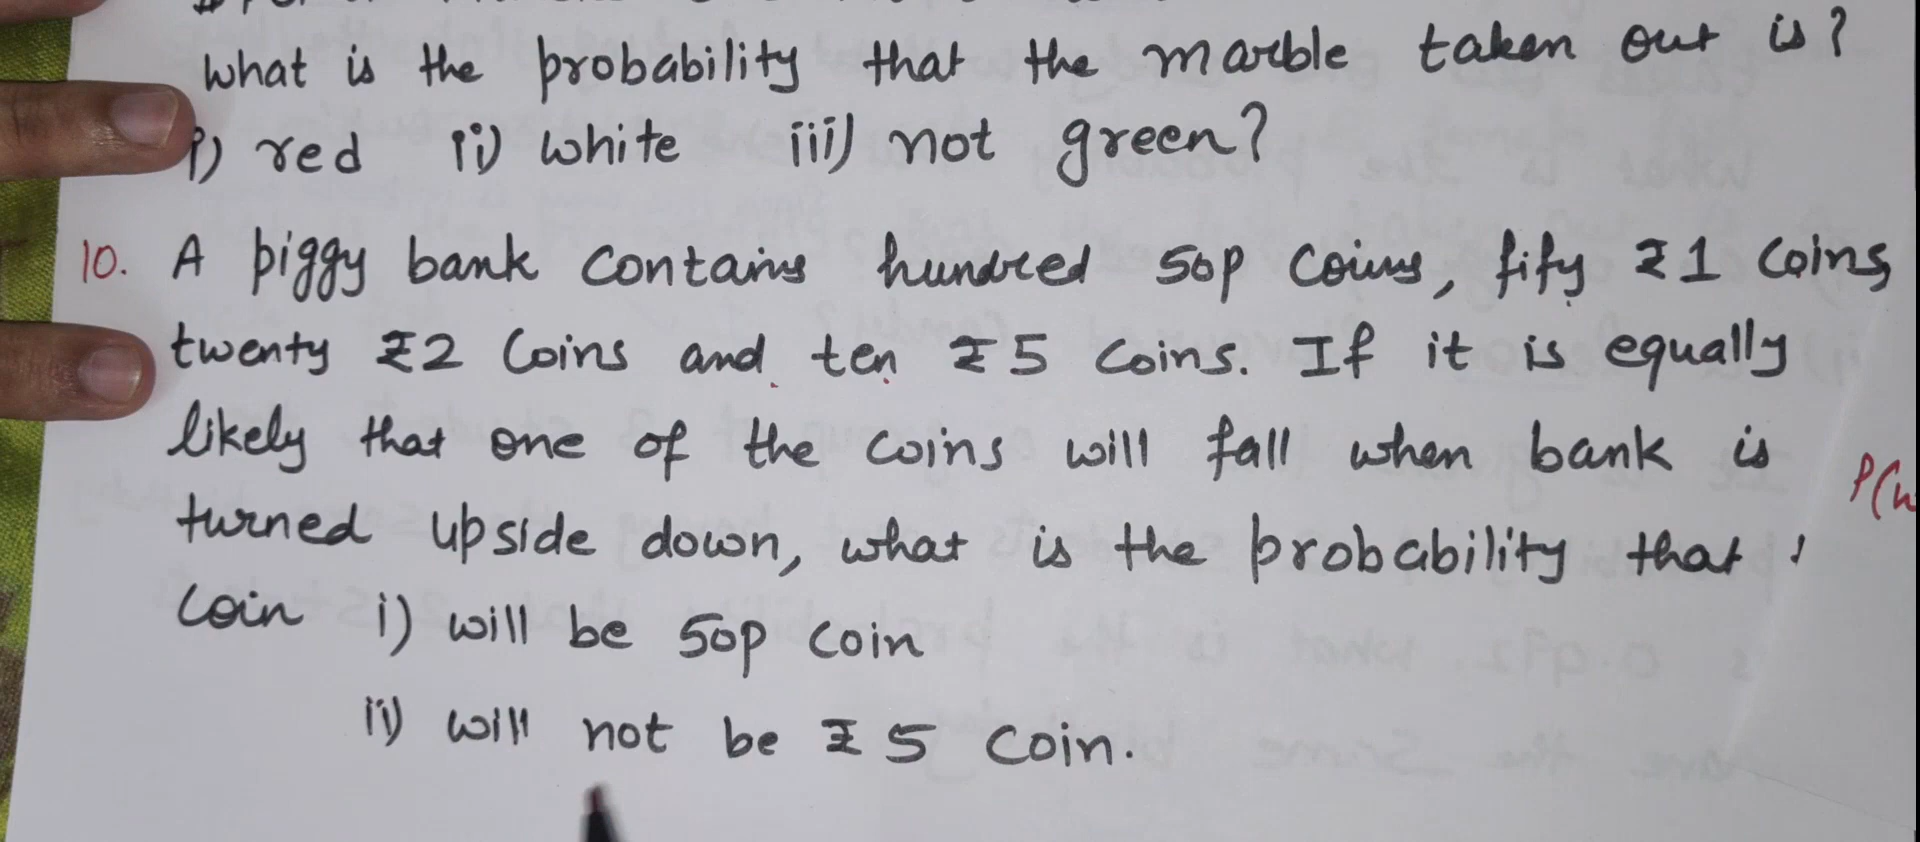 what is the probability that the marble taken out is?
i) red ii) white iii) not green?
10. A piggy bank contains hundred 50p coins, fify ₹1 coins,
twenty ₹2 coins and ten ₹5 coins. If it is equally
likely that one of the coins will fall when bank is
turned upside down, what is the probability that
coin i) will be 50p coin
ii) will not be ₹5 coin.